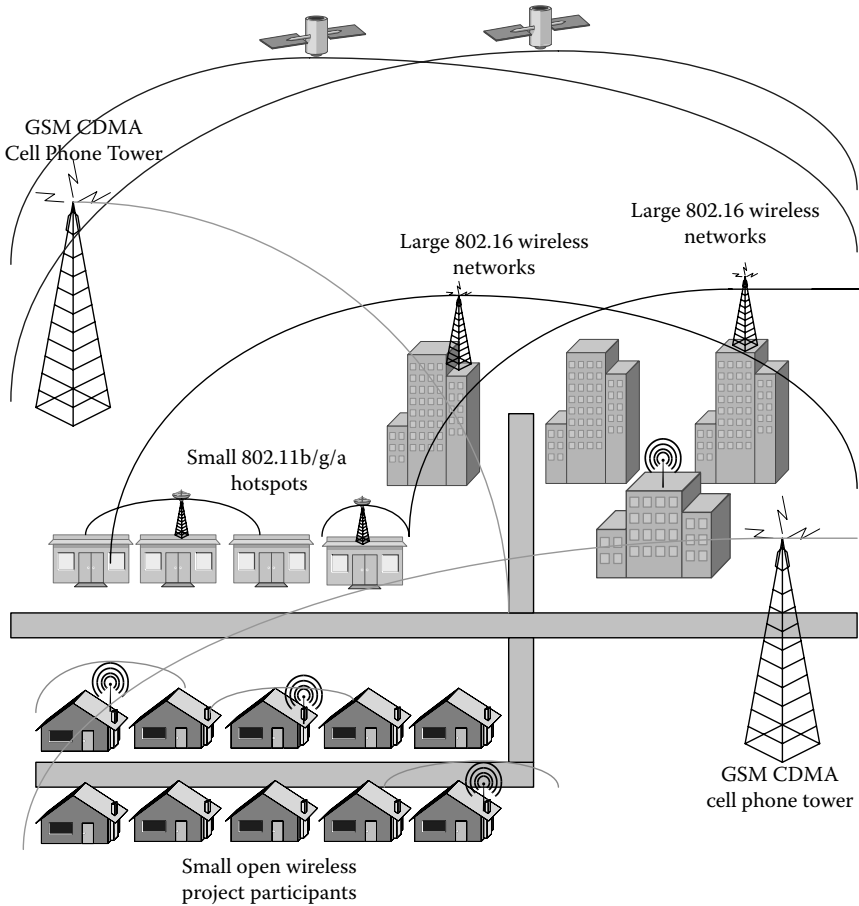 GSM CDMA
Cell Phone Tower
Large 802.16 wireless
networks
Large 802.16 wireless
networks
Small 802.11b/g/a
hotspots
GSM CDMA
cell phone tower
Small open wireless
project participants